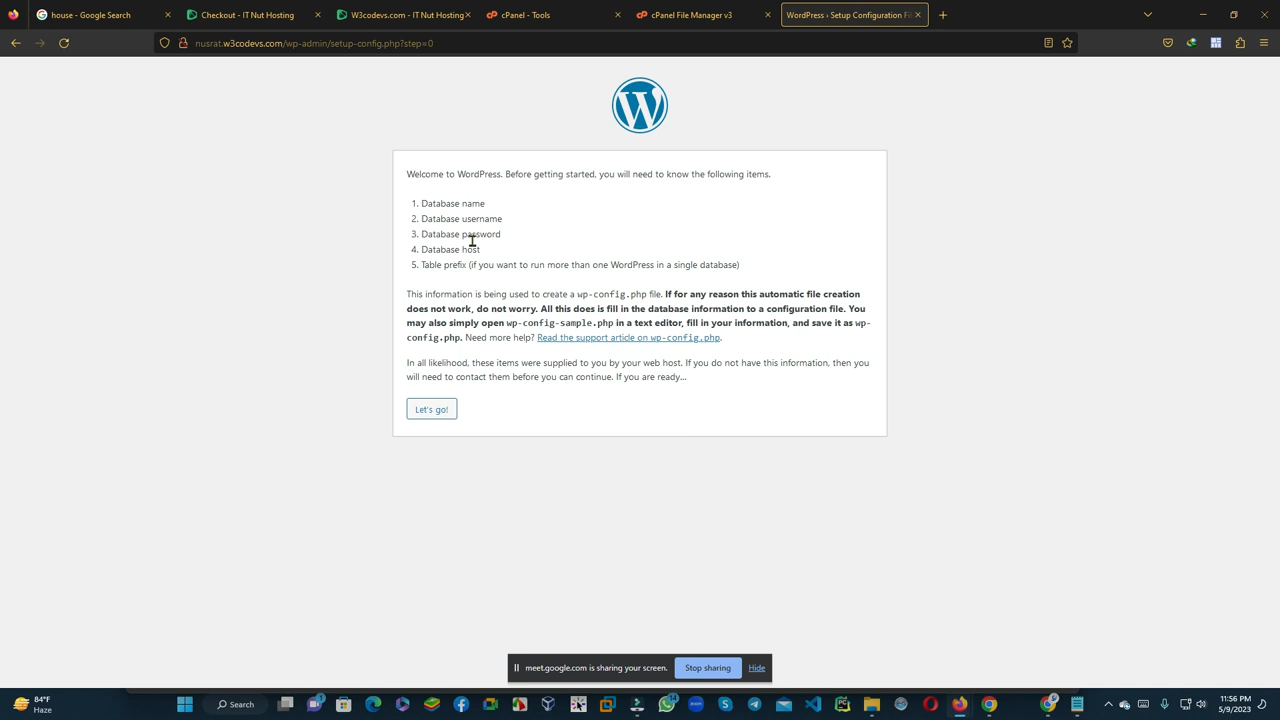 house - Google Search
Checkout - IT Nut Hosting
W3codevs.com - IT Nut Hosting
cPanel - Tools
cPanel File Manager v3
WordPress › Setup Configuration Fi
nusrat.w3codevs.com/wp-admin/setup-config.php?step=0
W
Welcome to WordPress. Before getting started, you will need to know the following items.
1. Database name
2. Database username
3. Database password
4. Database host
5. Table prefix (if you want to run more than one WordPress in a single database)
This information is being used to create a wp-config.php file. If for any reason this automatic file creation
does not work, do not worry. All this does is fill in the database information to a configuration file. You
may also simply open wp-config-sample.php in a text editor, fill in your information, and save it as wp-
config.php. Need more help? Read the support article on wp-config.php.
In all likelihood, these items were supplied to you by your web host. If you do not have this information, then you
will need to contact them before you can continue. If you are ready...
Let's go!
meet.google.com is sharing your screen. Stop sharing Hide
84°F
Haze
Search
11:56 PM
5/9/2023